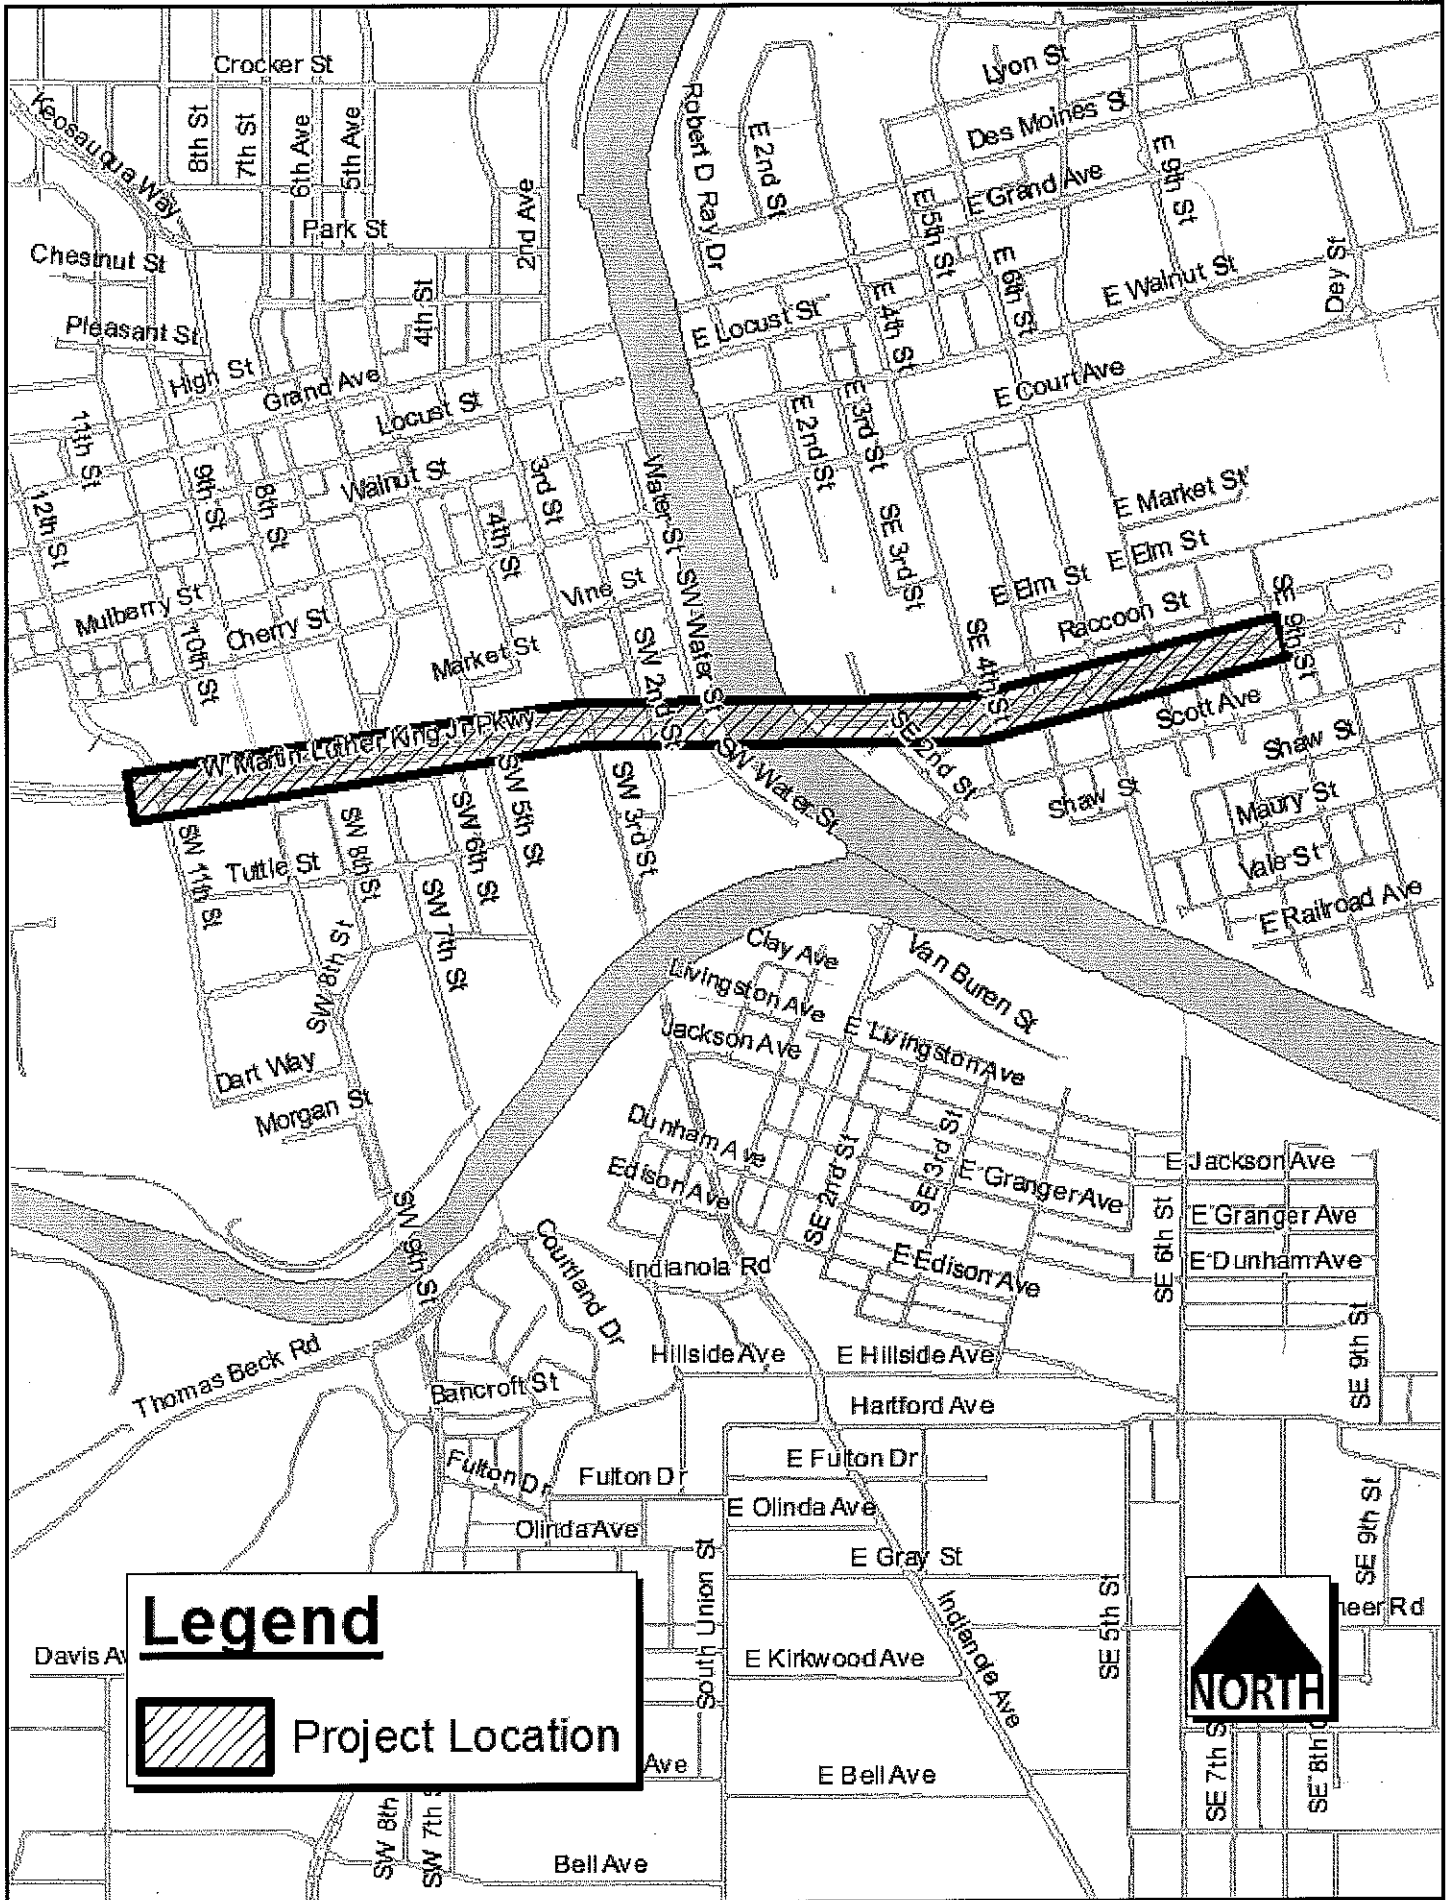 Crocker St
Lyon St
Keosauqua Way
8th St
7th St
6th Ave
5th Ave
2nd Ave
Robert D Ray Dr
E 2nd St
Des Moines St
E 9th St
E Grand Ave
E 5th St
Park St
Chestnut St
E 6th St
E Walnut St
Dey St
4th St
E 4th St
Pleasant St
E Locust St
High St
Grand Ave
E Court Ave
Locust St
E 2nd St
E 3rd St
11th St
9th St
8th St
Walnut St
3rd St
Water St
12th St
4th St
E Market St
SE 3rd St
E Elm St
E Elm St
Vine St
SW Water St
Mulberry St
Cherry St
10th St
Raccoon St
SE 9th St
Market St
SW 2nd St
SE 4th St
W Martin Luther King Jr Pkwy
Scott Ave
SE 2nd St
Shaw St
SW Water St
Shaw St
Maury St
SW 11th St
Tuttle St
SW 8th St
SW 6th St
SW 5th St
SW 3rd St
Vale St
SW 7th St
E Railroad Ave
SW 8th St
Clay Ave
Van Buren St
Livingston Ave
Jackson Ave
E Livingston Ave
Dart Way
Morgan St
Dunham Ave
Edison Ave
SE 2nd St
SE 3rd St
E Granger Ave
E Jackson Ave
SE 6th St
E Granger Ave
E Dunham Ave
SW 9th St
Courtland Dr
Indianola Rd
E Edison Ave
Thomas Beck Rd
Hillside Ave
E Hillside Ave
SE 9th St
Bancroft St
Hartford Ave
Fulton Dr
Fulton Dr
E Fulton Dr
E Olinda Ave
Olinda Ave
SE 9th St
E Gray St
South Union St
Indianola Ave
SE 5th St
neer Rd
Legend
Davis Av
E Kirkwood Ave
NORTH
Project Location
Ave
E Bell Ave
SE 7th S
SE 8th
SW 8th
SW 7th S
Bell Ave